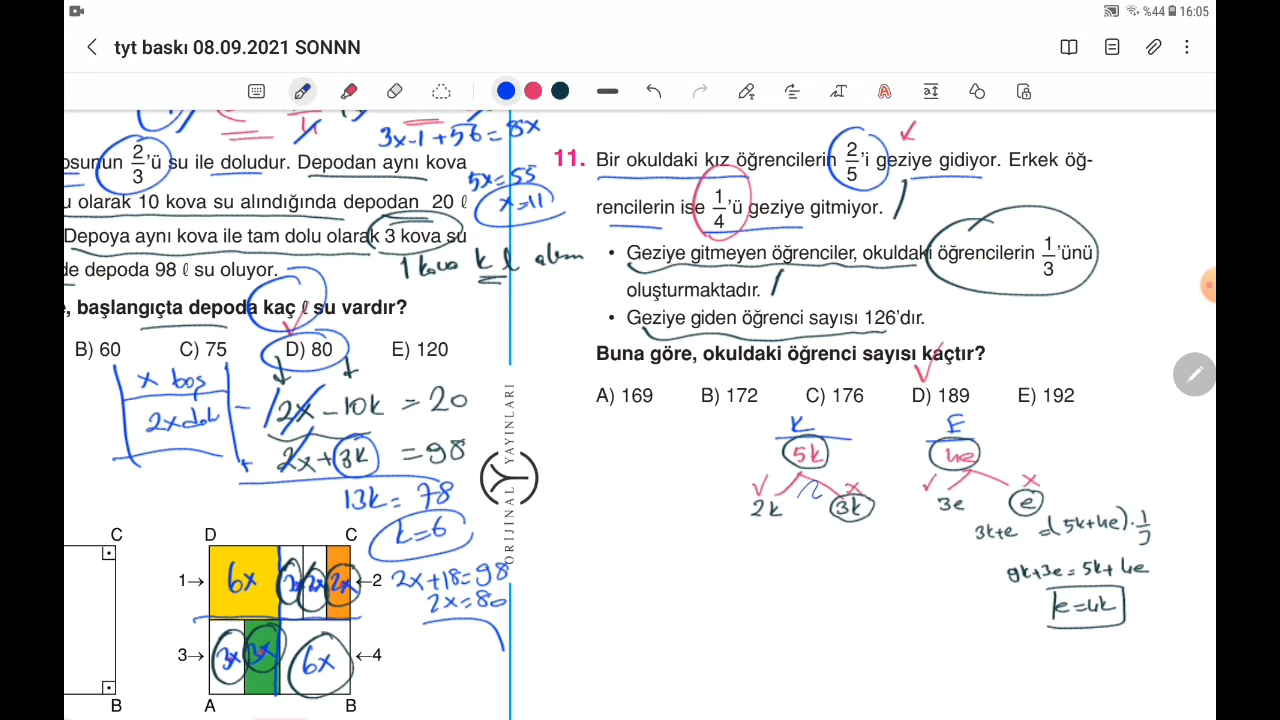 %44 16:05
tyt baskı 08.09.2021 SONNN
3x-1+56=8x
osunun 2/3'ü su ile doludur. Depodan aynı kova
5x=55
u olarak 10 kova su alındığında depodan 20 ℓ
x=11
Depoya aynı kova ile tam dolu olarak 3 kova su
de depoda 98 ℓ su oluyor.
1 kova k ℓ alsın
e, başlangıçta depoda kaç ℓ su vardır?
B) 60 C) 75 D) 80 E) 120
x boş
2x dolu
2x-10k = 20
2x+3k = 98
13k = 78
k=6
2x+18=98
2x=80
C
B
D C
1→ 6x 2x 2x 2x ←2
3→ 3x 3x 6x ←4
A B
ORİJİNAL YAYINLARI
11. Bir okuldaki kız öğrencilerin 2/5'i geziye gidiyor. Erkek öğ-
rencilerin ise 1/4'ü geziye gitmiyor.
• Geziye gitmeyen öğrenciler, okuldaki öğrencilerin 1/3'ünü
oluşturmaktadır.
• Geziye giden öğrenci sayısı 126'dır.
Buna göre, okuldaki öğrenci sayısı kaçtır?
A) 169 B) 172 C) 176 D) 189 E) 192
K E
5k 4e
2k 3k 3e e
3k+e =(5k+4e).1/3
9k+3e=5k+4e
e=4k